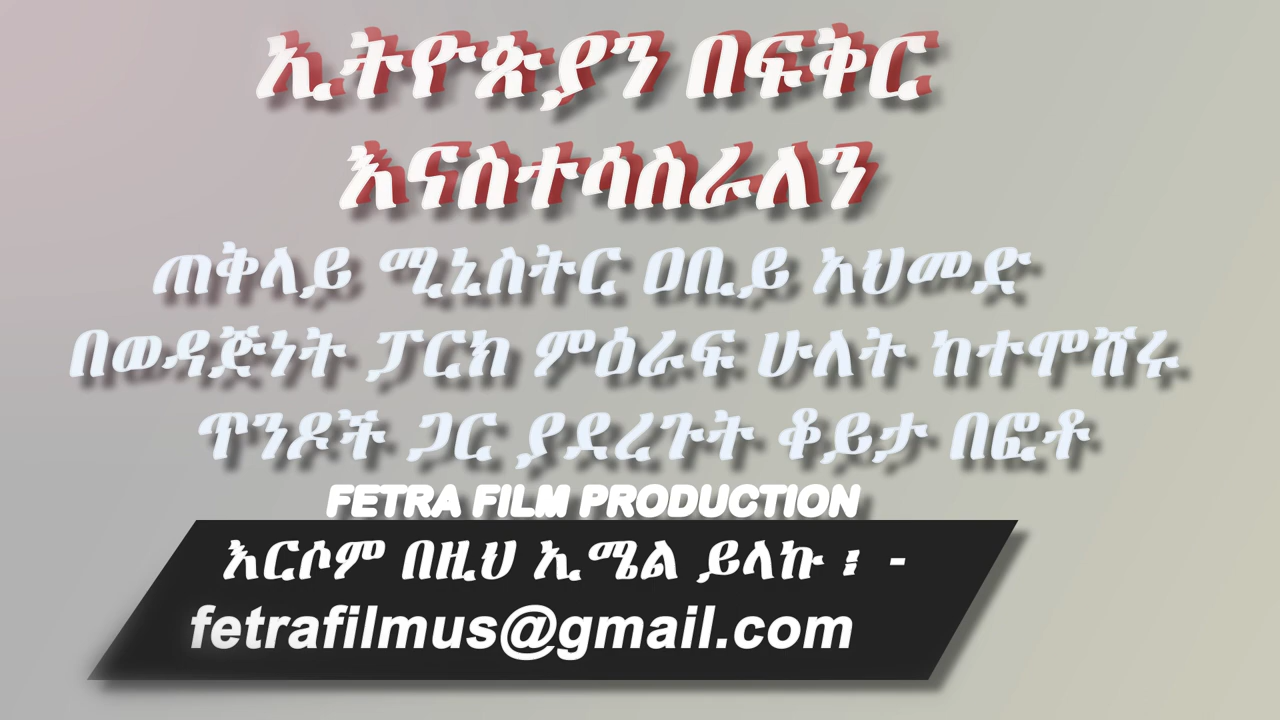 ኢትዮጵያን በፍቅር
እናስተሳስራለን
ጠቅላይ ሚኒስትር ዐቢይ አህመድ
በወዳጅነት ፓርክ ምዕራፍ ሁለት ከተሞሸሩ
ጥንዶች ጋር ያደረጉት ቆይታ በፎቶ
FETRA FILM PRODUCTION
እርሶም በዚህ ኢሜል ይላኩ ፤ -
fetrafilmus@gmail.com